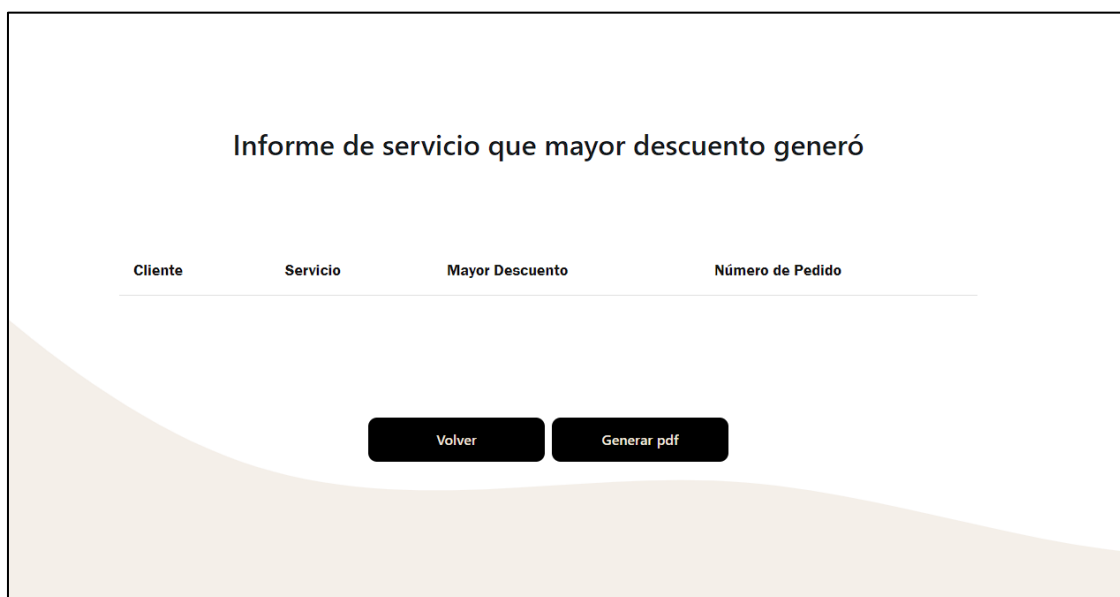 Informe de servicio que mayor descuento generó
Cliente Servicio Mayor Descuento Número de Pedido
Volver Generar pdf